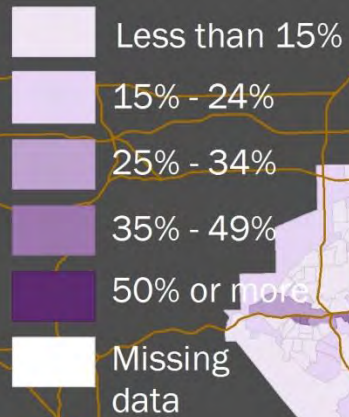 Less than 15%
15% - 24%
25% - 34%
35% - 49%
50% or more
Missing
data